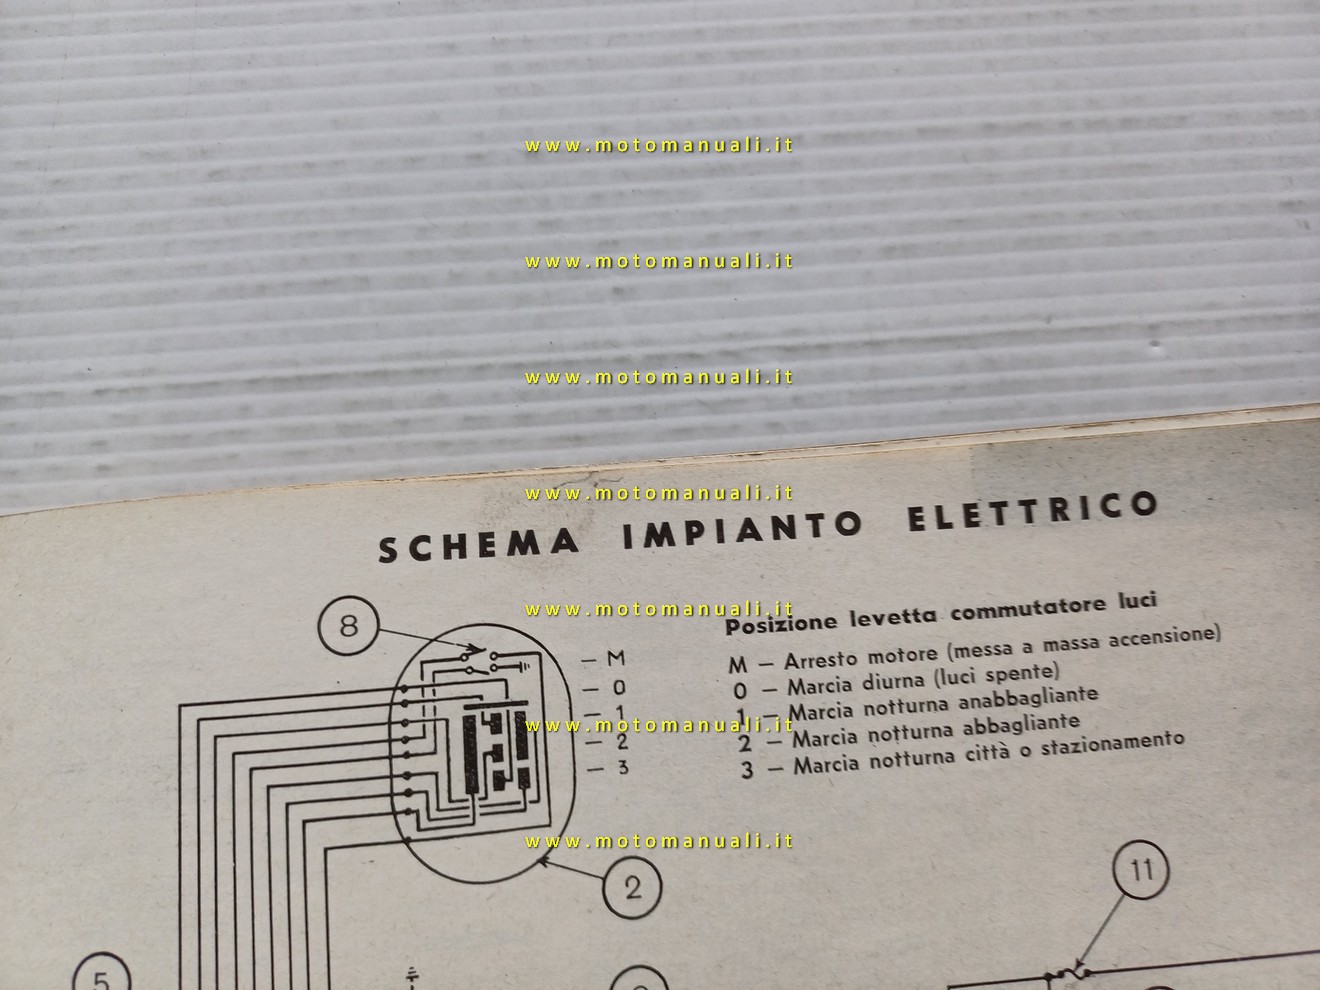 www.motomanuali.it
www.motomanuali.it
www.motomanuali.it
www.motomanuali.it
SCHEMA IMPIANTO ELETTRICO
8
www.motomanuali.it
Posizione levetta commutatore luci
– M
– 0
– 1
– 2
– 3
M – Arresto motore (messa a massa accensione)
0 – Marcia diurna (luci spente)
1 – Marcia notturna anabbagliante
www.motomanuali.it
2 – Marcia notturna abbagliante
3 – Marcia notturna città o stazionamento
www.motomanuali.it
2
11
5